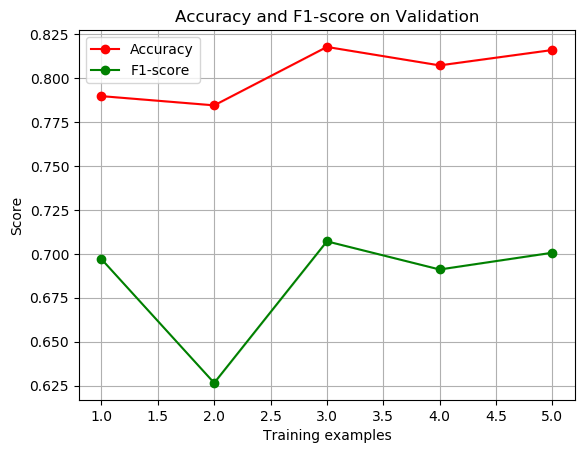 Accuracy and F1-score on Validation
Accuracy
F1-score
0.825
0.800
0.775
0.750
0.725
0.700
0.675
0.650
0.625
Score
1.0 1.5 2.0 2.5 3.0 3.5 4.0 4.5 5.0
Training examples